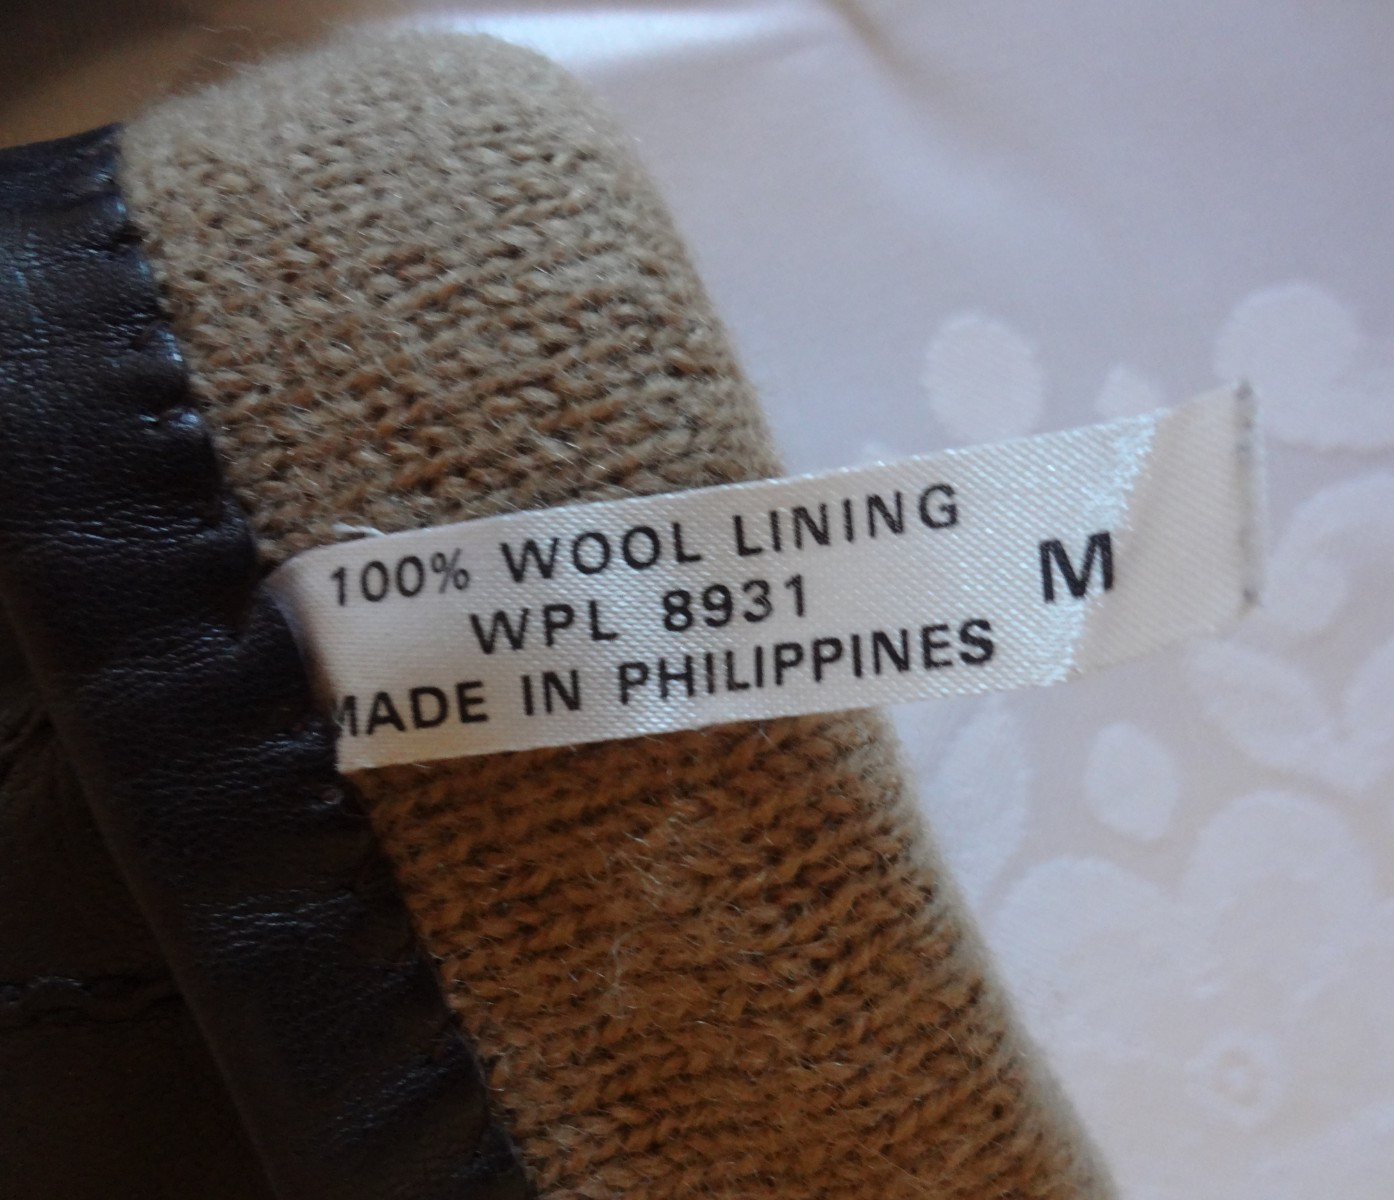 100% WOOL LINING
WPL 8931
M
MADE IN PHILIPPINES